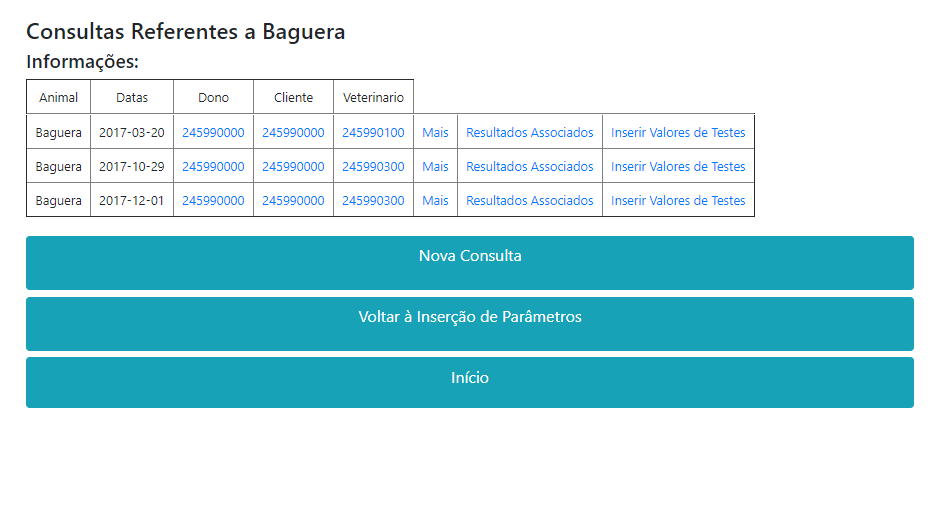 Consultas Referentes a Baguera
Informações:
Animal Datas Dono Cliente Veterinario
Baguera 2017-03-20 245990000 245990000 245990100 Mais Resultados Associados Inserir Valores de Testes
Baguera 2017-10-29 245990000 245990000 245990300 Mais Resultados Associados Inserir Valores de Testes
Baguera 2017-12-01 245990000 245990000 245990300 Mais Resultados Associados Inserir Valores de Testes
Nova Consulta
Voltar à Inserção de Parâmetros
Início